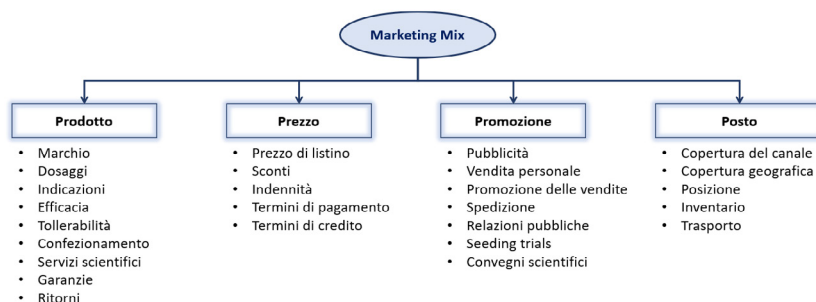 Marketing Mix
Prodotto
• Marchio
• Dosaggi
• Indicazioni
• Efficacia
• Tollerabilità
• Confezionamento
• Servizi scientifici
• Garanzie
• Ritorni
Prezzo
• Prezzo di listino
• Sconti
• Indennità
• Termini di pagamento
• Termini di credito
Promozione
• Pubblicità
• Vendita personale
• Promozione delle vendite
• Spedizione
• Relazioni pubbliche
• Seeding trials
• Convegni scientifici
Posto
• Copertura del canale
• Copertura geografica
• Posizione
• Inventario
• Trasporto